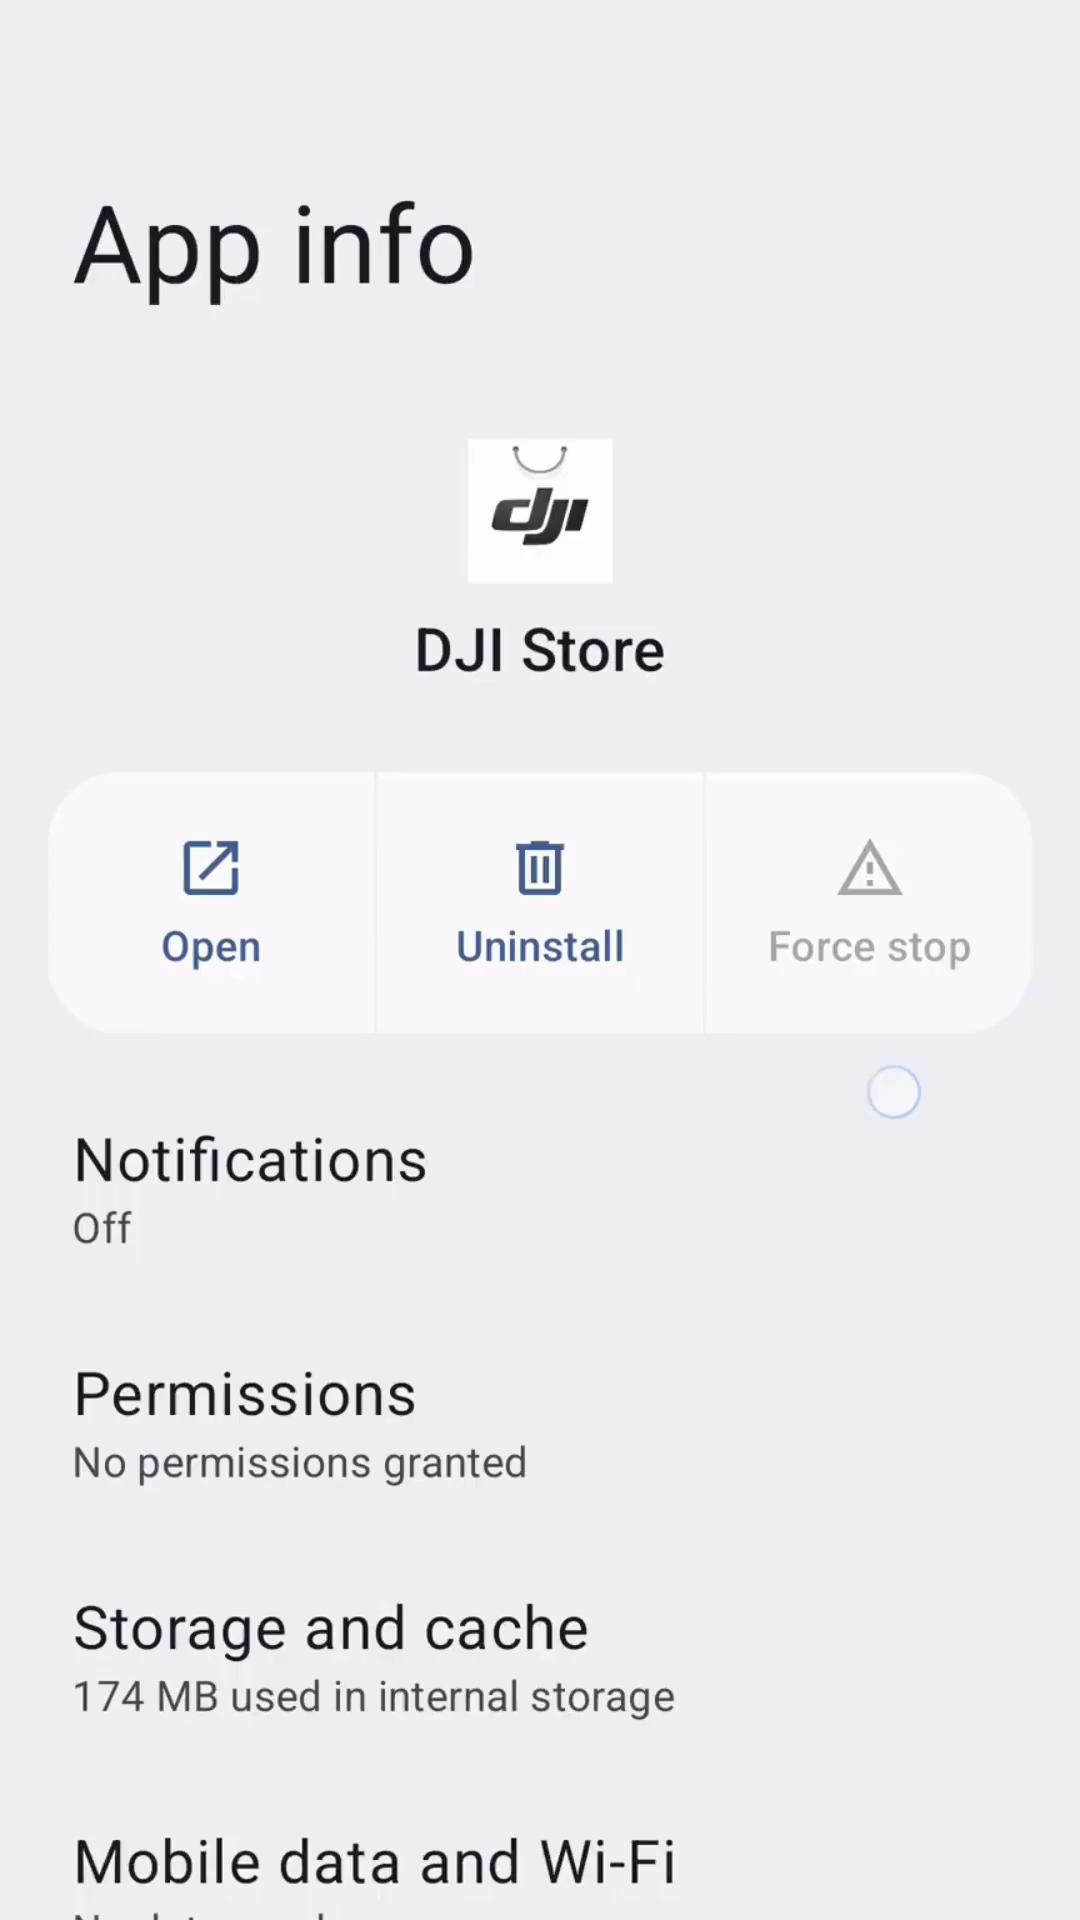 App info
dji
DJI Store
Open
Uninstall
Force stop
Notifications
Off
Permissions
No permissions granted
Storage and cache
174 MB used in internal storage
Mobile data and Wi-Fi